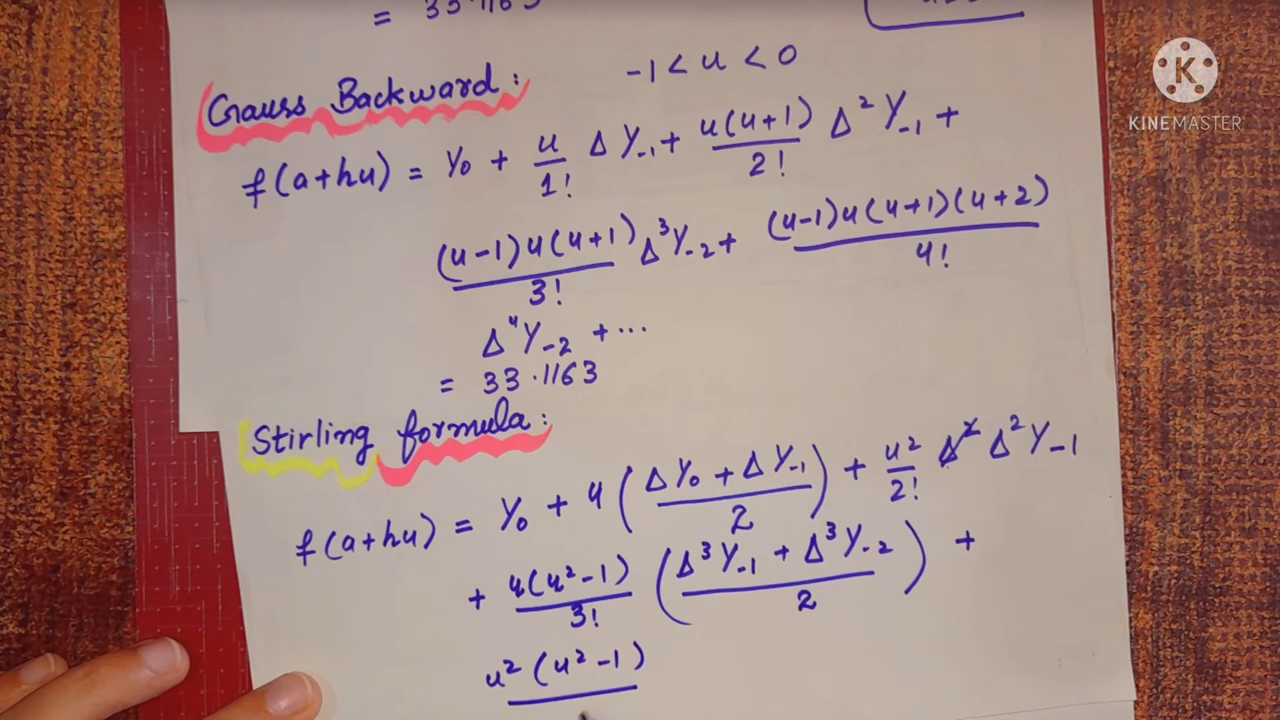 = 33.1163
Gauss Backward: -1 < u < 0
KINEMASTER
f(a+hu) = Y₀ + u/1! Δ Y₋₁ + u(u+1)/2! Δ² Y₋₁ +
(u-1)u(u+1)/3! Δ³Y₋₂ + (u-1)u(u+1)(u+2)/4!
Δ⁴Y₋₂ + ...
= 33.1163
Stirling formula:
f(a+hu) = Y₀ + u (ΔY₀ + ΔY₋₁ / 2) + u²/2! Δ²Y₋₁
+ u(u²-1)/3! (Δ³Y₋₁ + Δ³Y₋₂ / 2) +
u²(u²-1)